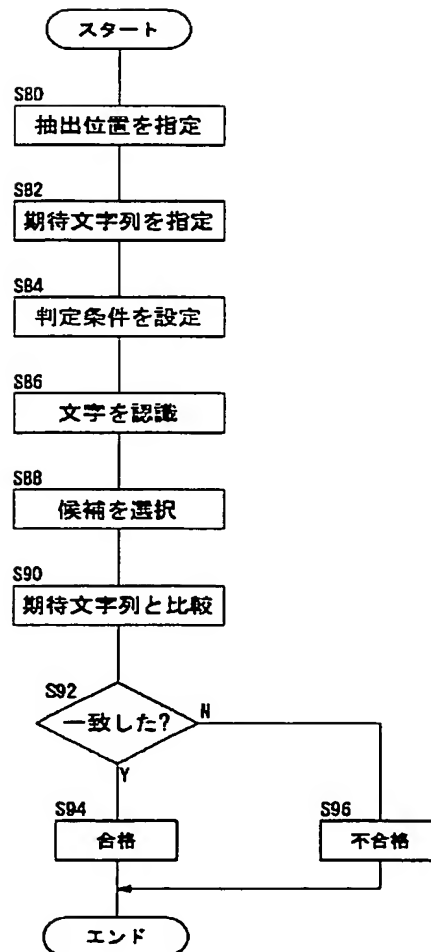 スタート
S80
抽出位置を指定
S82
期待文字列を指定
S84
判定条件を設定
S86
文字を認識
S88
候補を選択
S90
期待文字列と比較
S92
一致した?
N
Y
S94
合格
S96
不合格
エンド